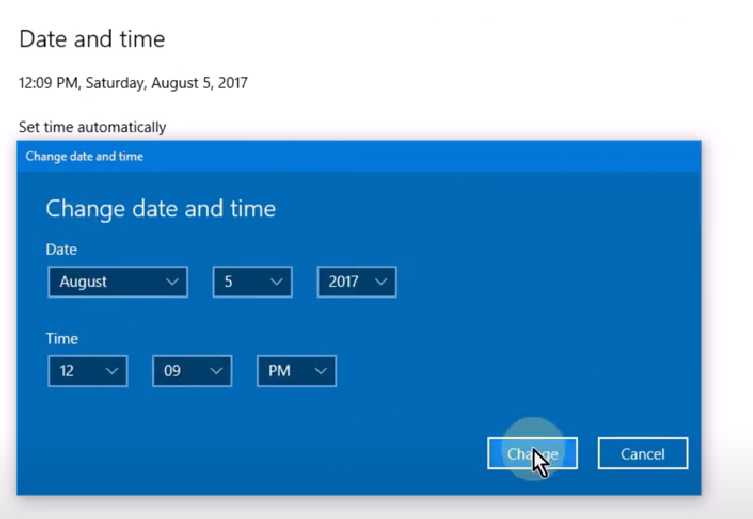 Date and time
12:09 PM, Saturday, August 5, 2017
Set time automatically
Change date and time
Change date and time
Date
August 5 2017
Time
12 09 PM
Change Cancel